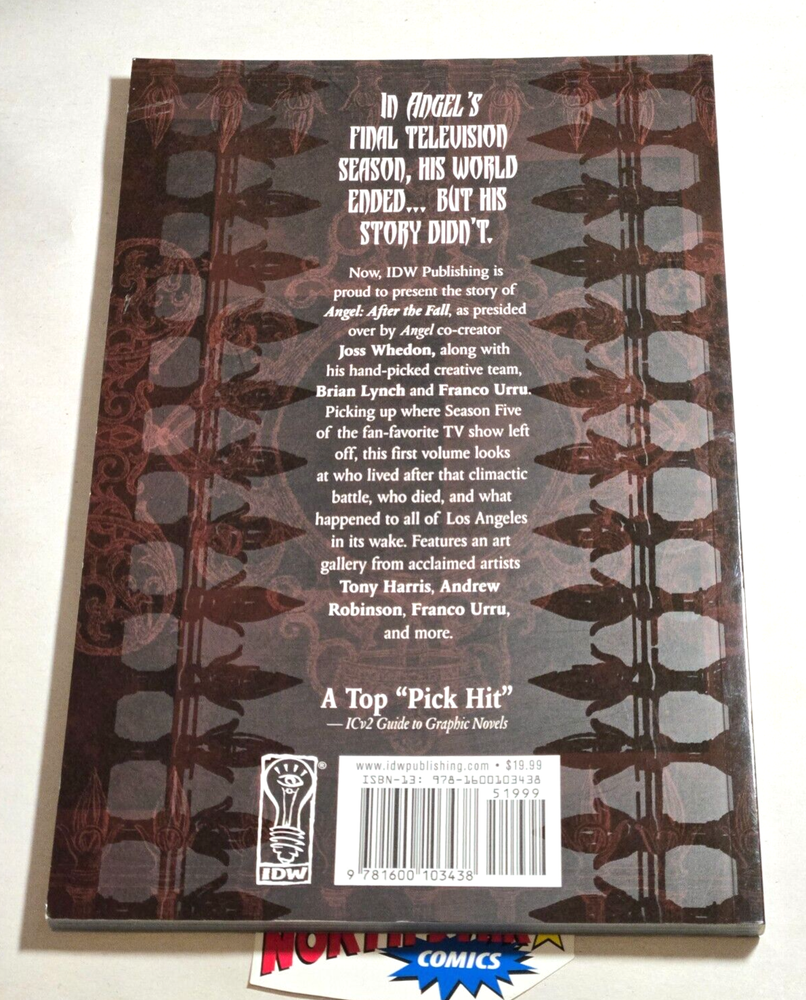 IN ANGEL'S
FINAL TELEVISION
SEASON, HIS WORLD
ENDED... BUT HIS
STORY DIDN'T.
Now, IDW Publishing is
proud to present the story of
Angel: After the Fall, as presided
over by Angel co-creator
Joss Whedon, along with
his hand-picked creative team,
Brian Lynch and Franco Urru.
Picking up where Season Five
of the fan-favorite TV show left
off, this first volume looks
at who lived after that climactic
battle, who died, and what
happened to all of Los Angeles
in its wake. Features an art
gallery from acclaimed artists
Tony Harris, Andrew
Robinson, Franco Urru,
and more.
A Top “Pick Hit”
— ICv2 Guide to Graphic Novels
www.idwpublishing.com • $19.99
ISBN-13: 978-1600103438
51999
9 781600 103438
IDW
®
COMICS